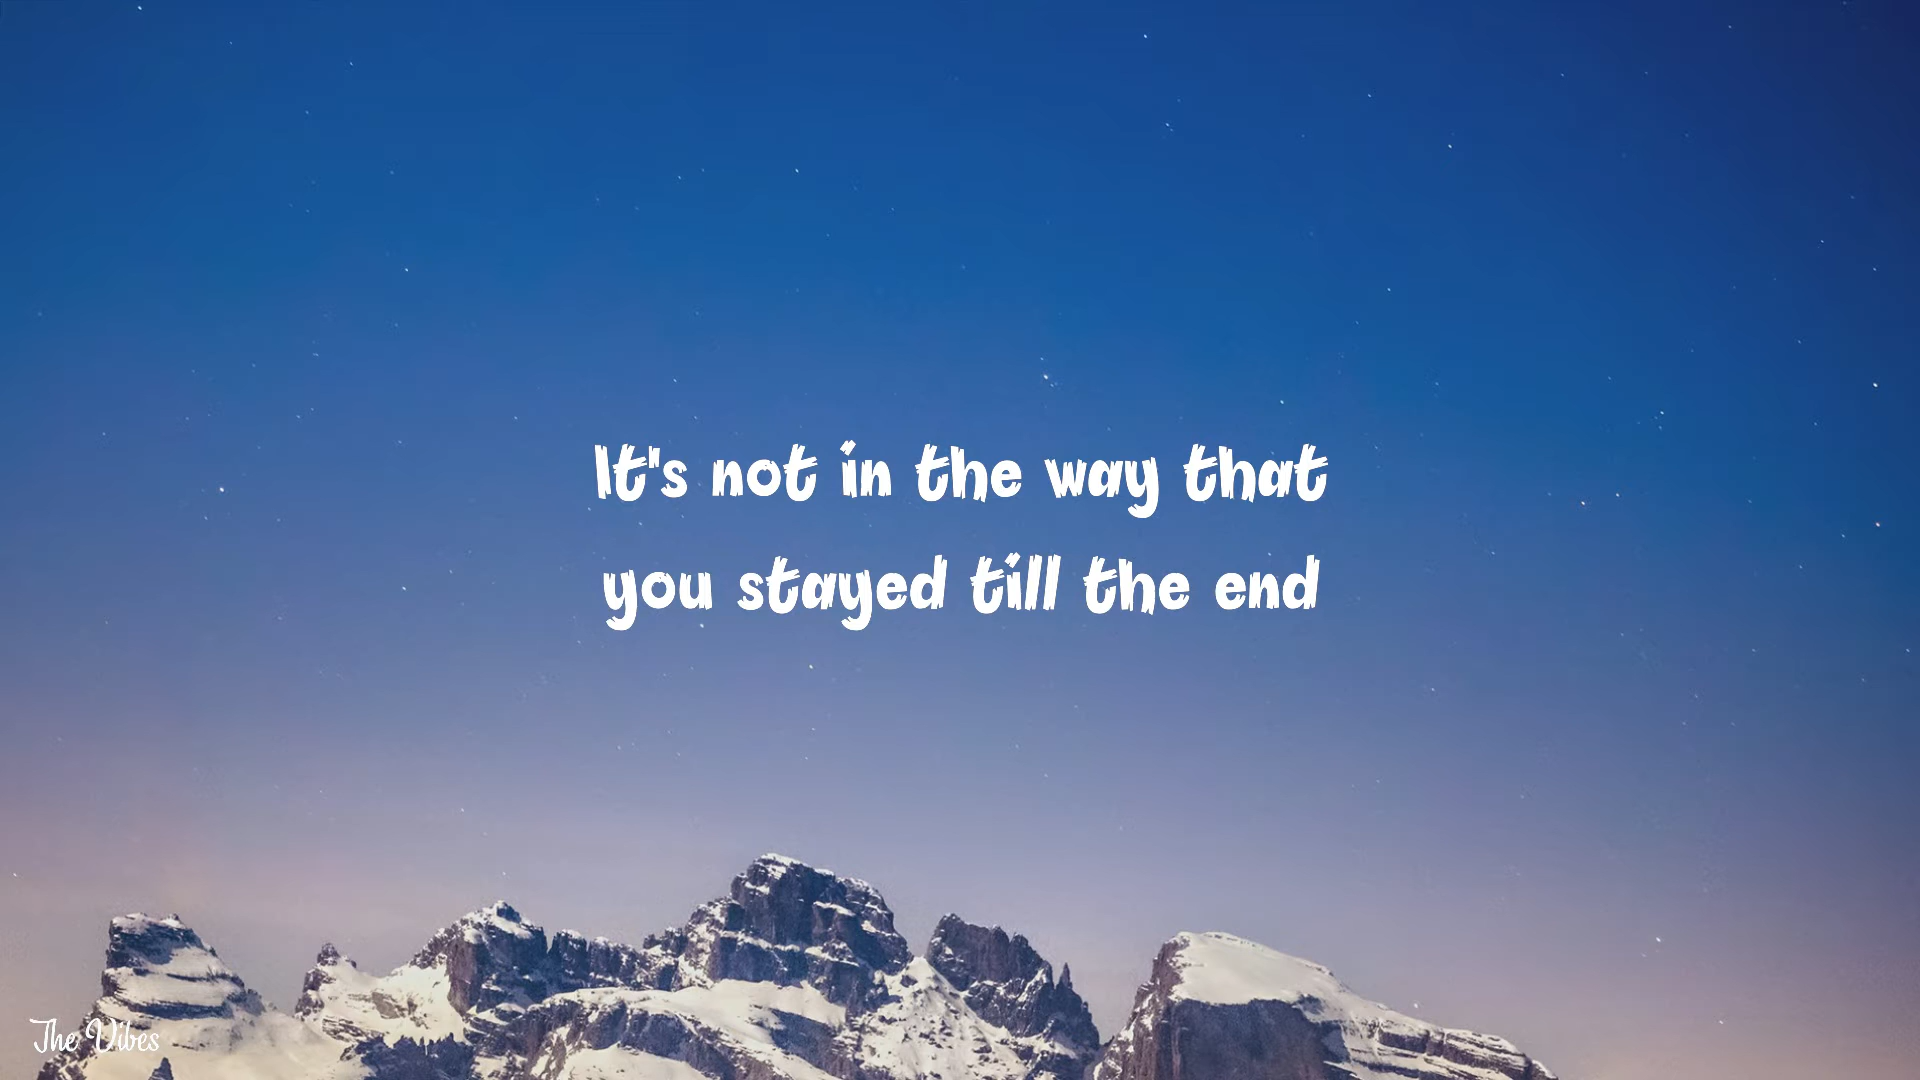 It's not in the way that
you stayed till the end
The Vibes